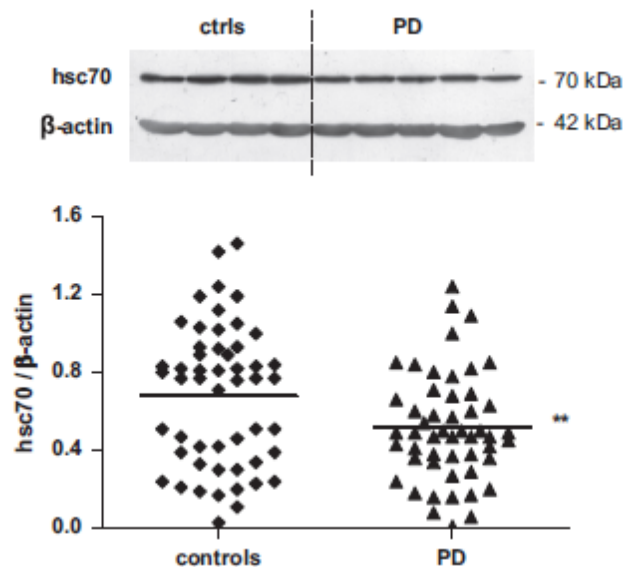 ctrls PD
hsc70 - 70 kDa
β-actin - 42 kDa
1.6
1.2
0.8
0.4
0.0
hsc70 / β-actin
**
controls PD